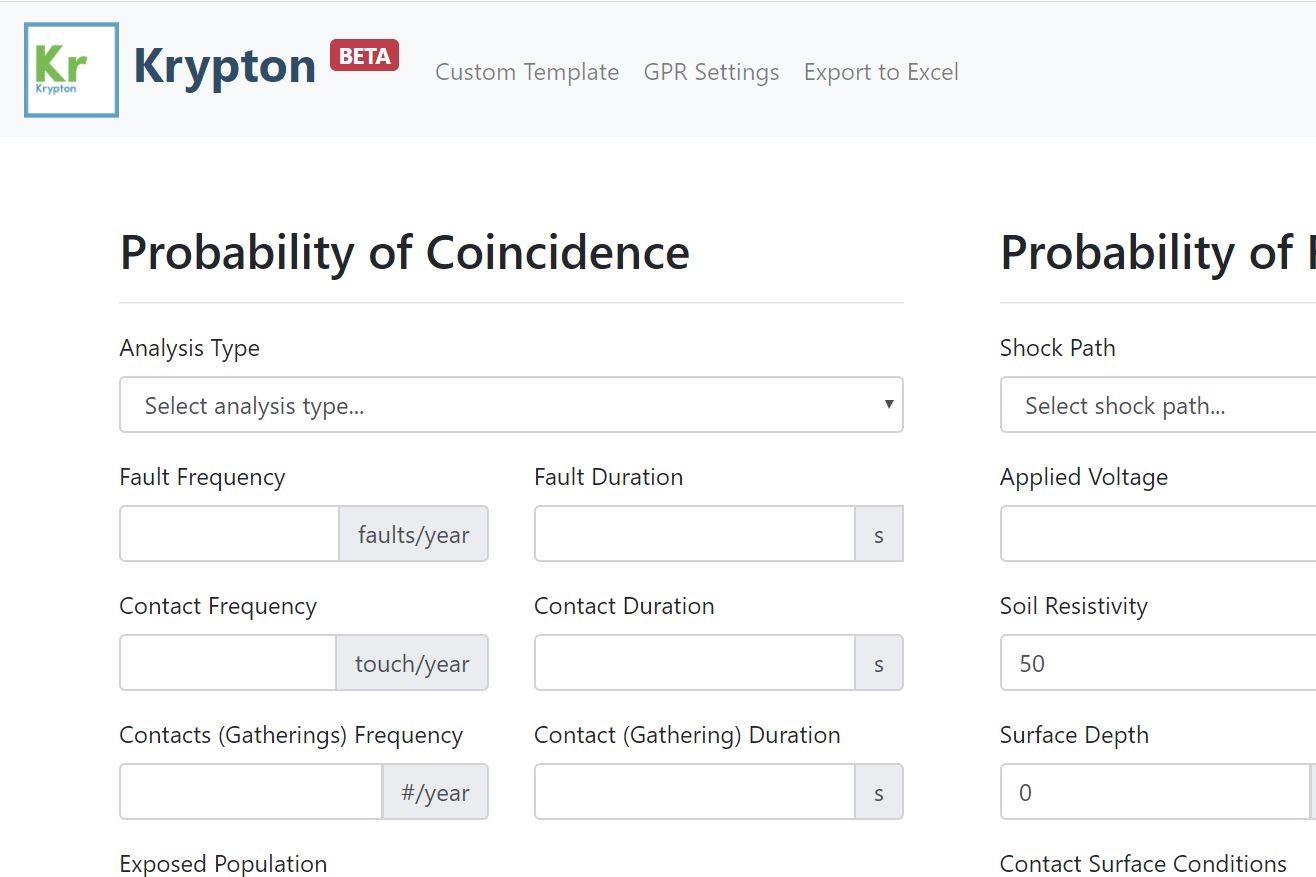 Kr
Krypton
Krypton BETA
Custom Template GPR Settings Export to Excel
Probability of Coincidence
Analysis Type
Select analysis type...
Fault Frequency Fault Duration
faults/year s
Contact Frequency Contact Duration
touch/year s
Contacts (Gatherings) Frequency Contact (Gathering) Duration
#/year s
Exposed Population
Probability of
Shock Path
Select shock path...
Applied Voltage
Soil Resistivity
50
Surface Depth
0
Contact Surface Conditions